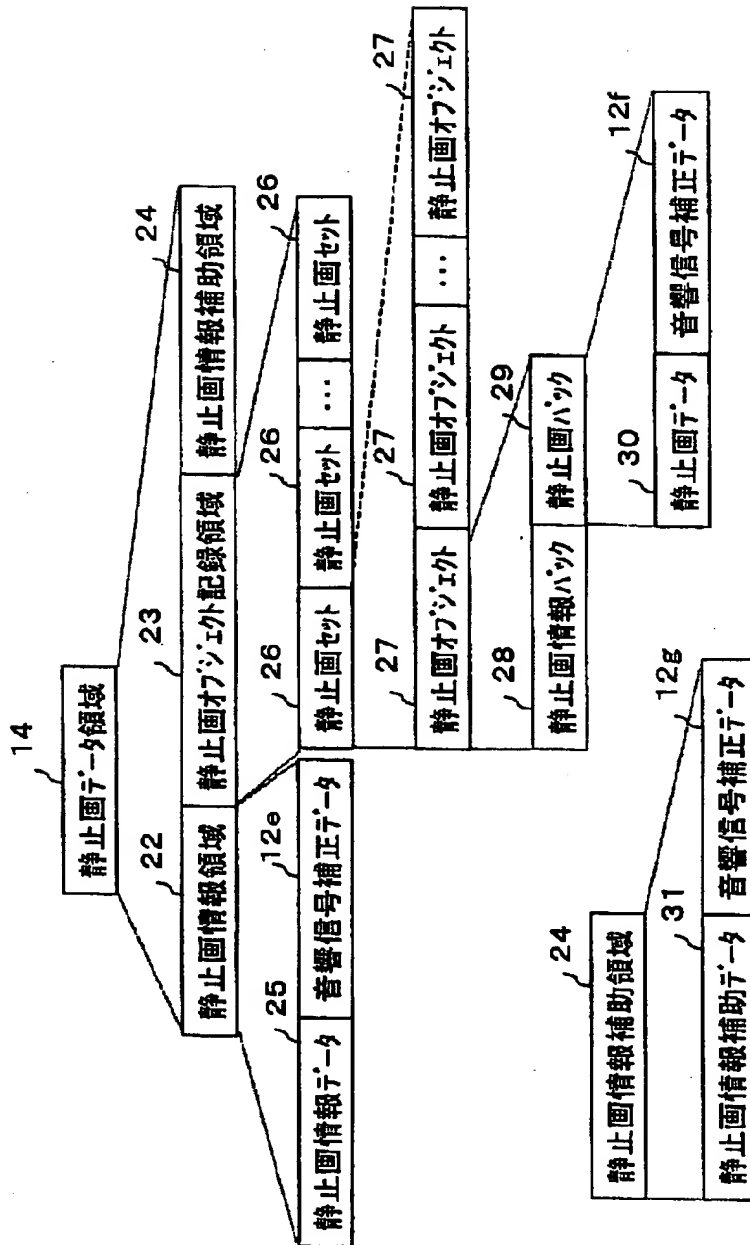 14
静止画データ領域
22
23
24
静止画情報領域 静止画オブジェクト記録領域 静止画情報補助領域
25
12e
26
26
26
静止画情報データ 音響信号補正データ 静止画セット 静止画セット ... 静止画セット
27
27
27
静止画オブジェクト 静止画オブジェクト ... 静止画オブジェクト
28
29
静止画情報パック 静止画パック
30
12f
静止画データ 音響信号補正データ
24
静止画情報補助領域
31
12g
静止画情報補助データ 音響信号補正データ